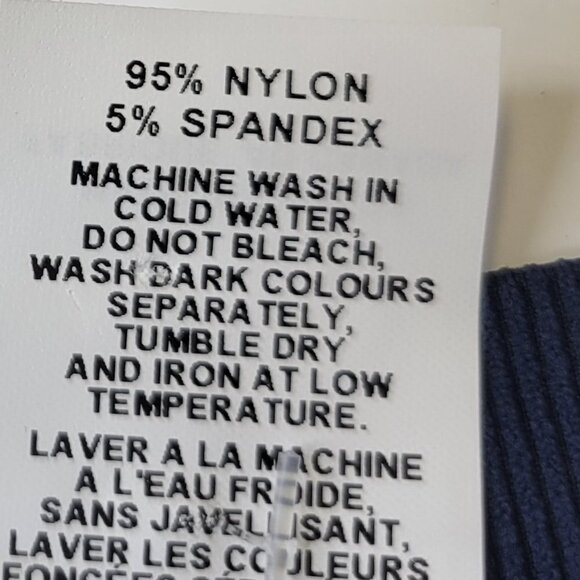 95% NYLON
5% SPANDEX
MACHINE WASH IN
COLD WATER,
DO NOT BLEACH,
WASH DARK COLOURS
SEPARATELY,
TUMBLE DRY
AND IRON AT LOW
TEMPERATURE.
LAVER A LA MACHINE
A L'EAU FROIDE,
SANS JAVELLISANT,
LAVER LES COULEURS
FONCÉES